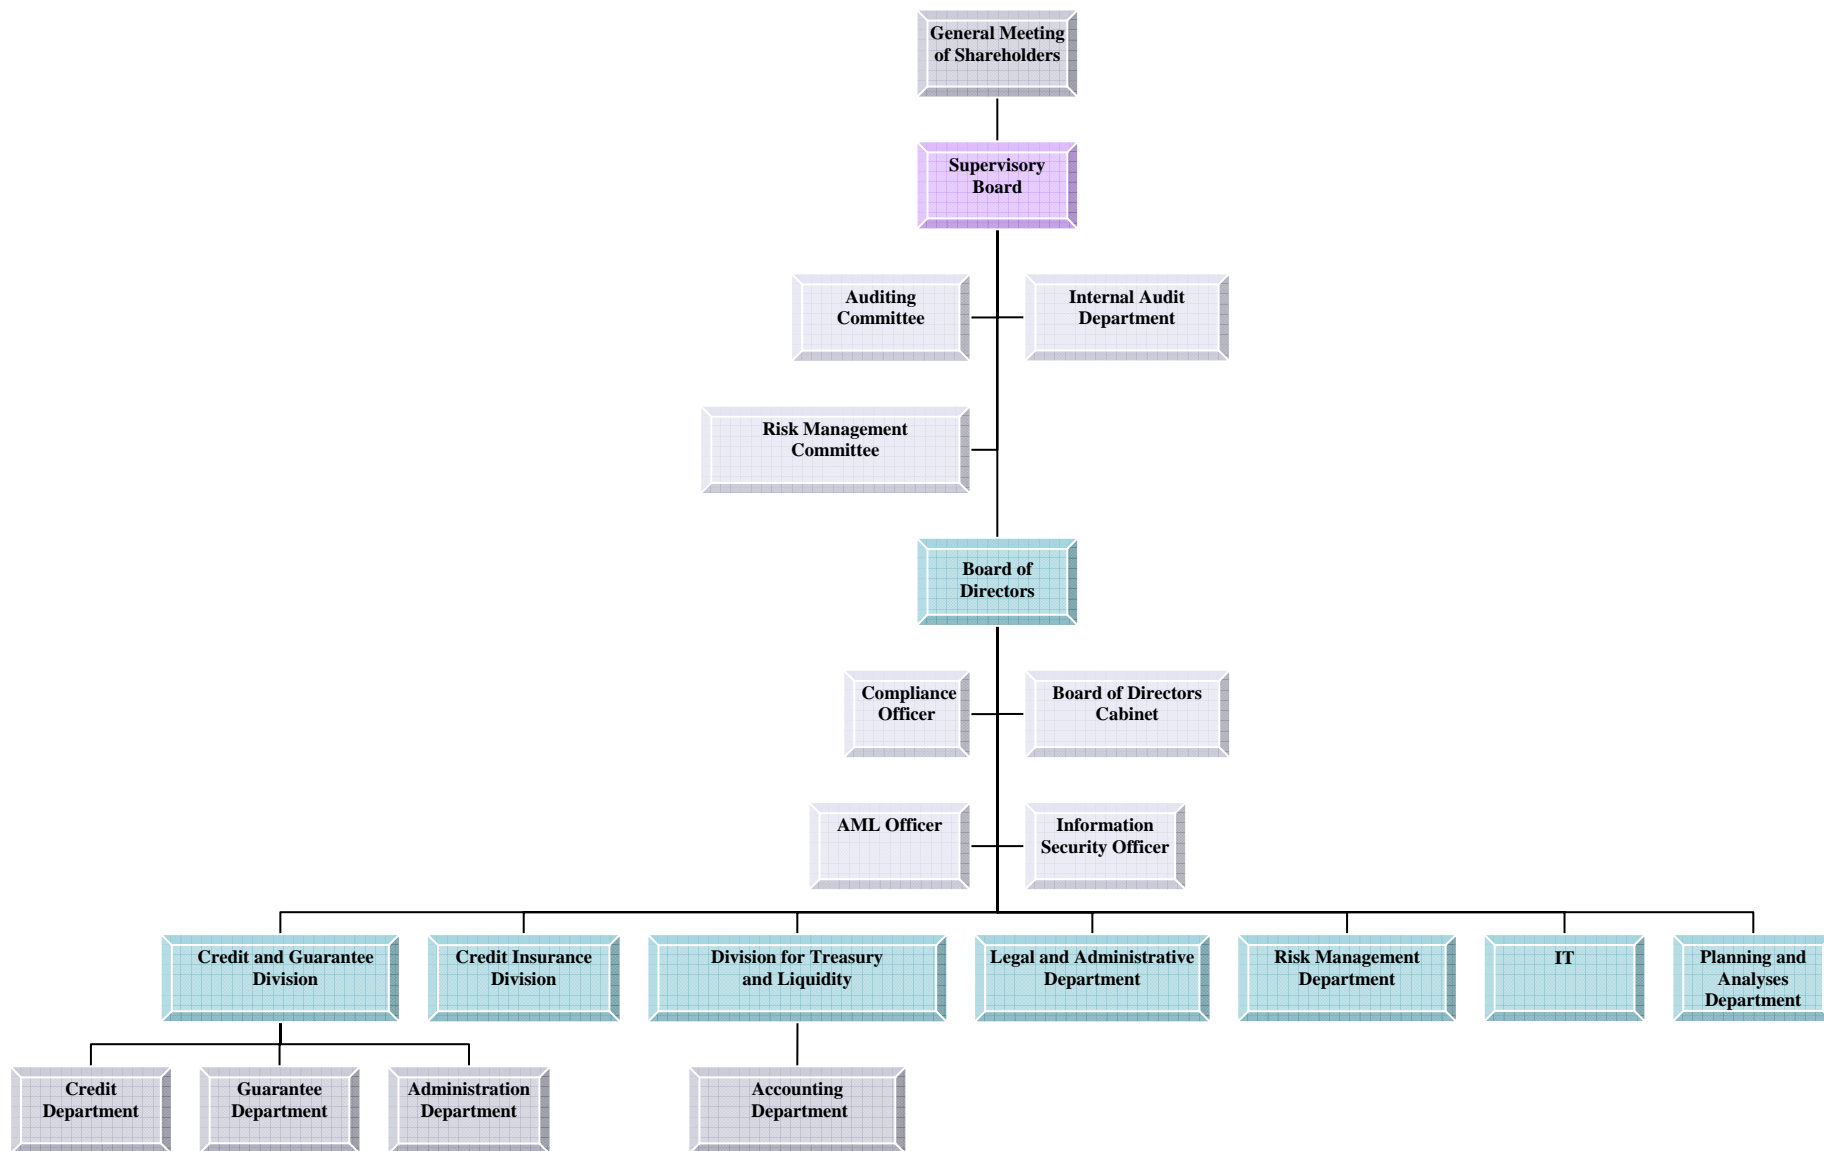 General Meeting
of Shareholders
Supervisory
Board
Auditing
Committee
Internal Audit
Department
Risk Management
Committee
Board of
Directors
Compliance
Officer
Board of Directors
Cabinet
AML Officer
Information
Security Officer
Credit and Guarantee
Division
Credit Insurance
Division
Division for Treasury
and Liquidity
Legal and Administrative
Department
Risk Management
Department
IT
Planning and
Analyses
Department
Credit
Department
Guarantee
Department
Administration
Department
Accounting
Department